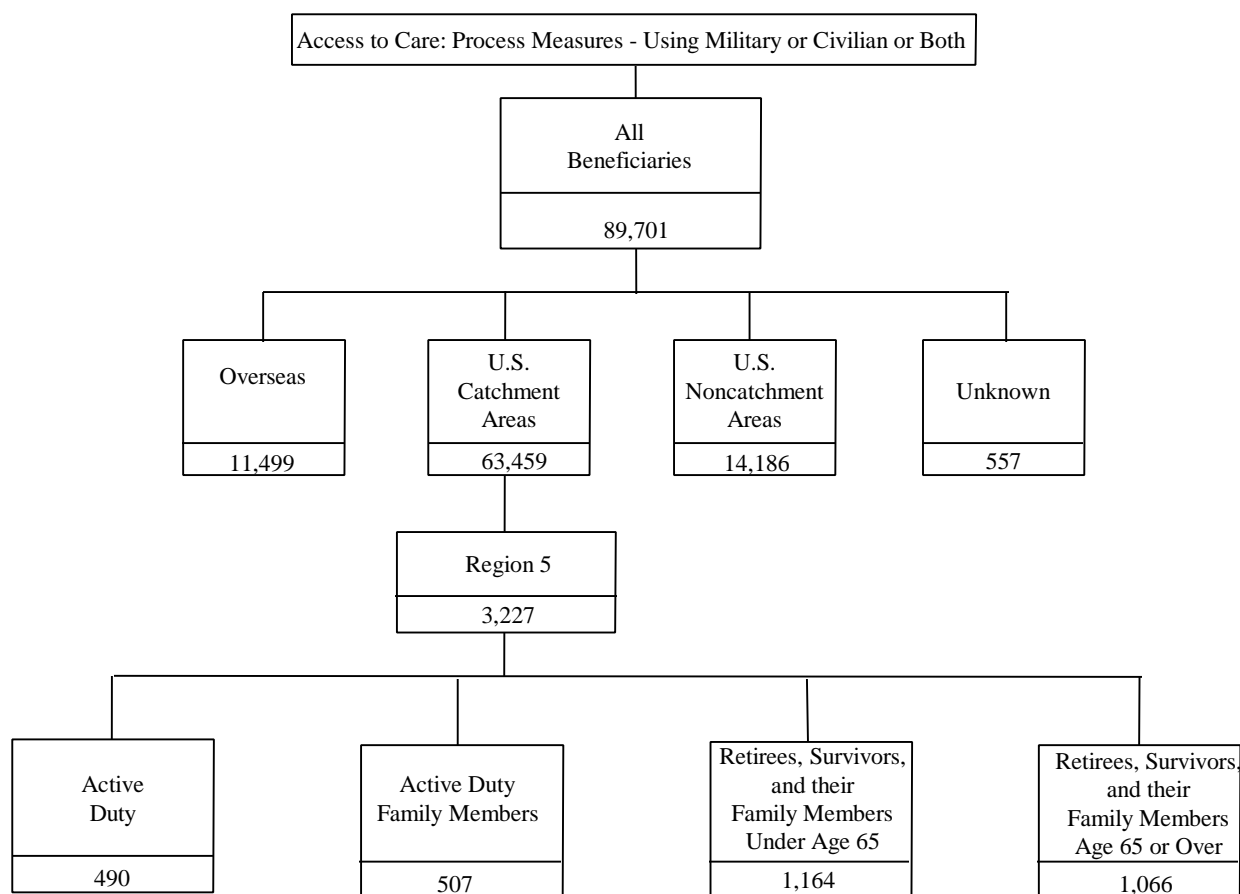 Access to Care: Process Measures - Using Military or Civilian or Both
All
Beneficiaries
89,701
Overseas
11,499
U.S.
Catchment
Areas
63,459
U.S.
Noncatchment
Areas
14,186
Unknown
557
Region 5
3,227
Active
Duty
490
Active Duty
Family Members
507
Retirees, Survivors,
and their
Family Members
Under Age 65
1,164
Retirees, Survivors,
and their
Family Members
Age 65 or Over
1,066